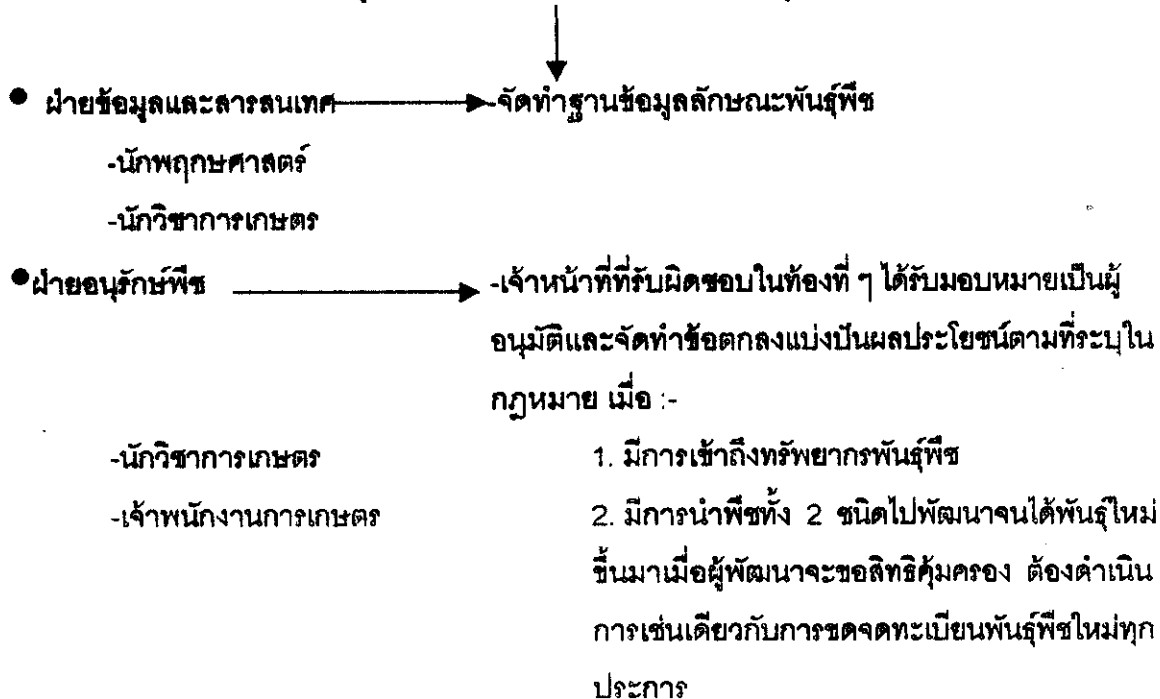 ● ฝ่ายข้อมูลและสารสนเทศ -จัดทำฐานข้อมูลลักษณะพันธุ์พืช
-นักพฤกษศาสตร์
-นักวิชาการเกษตร
●ฝ่ายอนุรักษ์พืช -เจ้าหน้าที่ที่รับผิดชอบในท้องที่ ๆ ได้รับมอบหมายเป็นผู้
อนุมัติและจัดทำข้อตกลงแบ่งปันผลประโยชน์ตามที่ระบุใน
กฎหมาย เมื่อ :-
-นักวิชาการเกษตร 1. มีการเข้าถึงทรัพยากรพันธุ์พืช
-เจ้าพนักงานการเกษตร 2. มีการนำพืชทั้ง 2 ชนิดไปพัฒนาจนได้พันธุ์ใหม่
ขึ้นมาเมื่อผู้พัฒนาจะขอสิทธิคุ้มครอง ต้องดำเนิน
การเช่นเดียวกับการขดจดทะเบียนพันธุ์พืชใหม่ทุก
ประการ